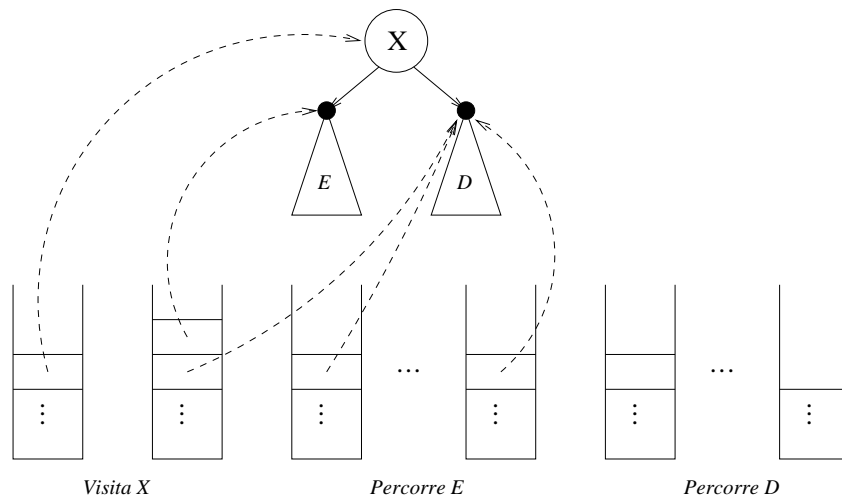 X
E D
... ...
⋮ ⋮ ⋮ ⋮ ⋮ ⋮
Visita X Percorre E Percorre D